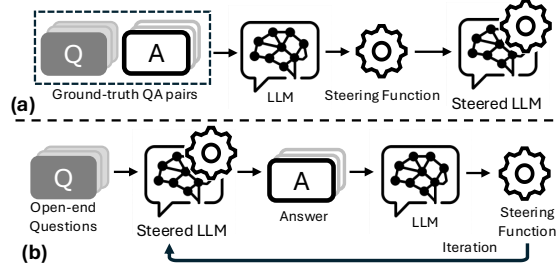 Q
A
Ground-truth QA pairs
LLM
Steering Function
Steered LLM
(a)
Q
A
Open-end
Questions
Steered LLM
Answer
LLM
Steering
Function
Iteration
(b)